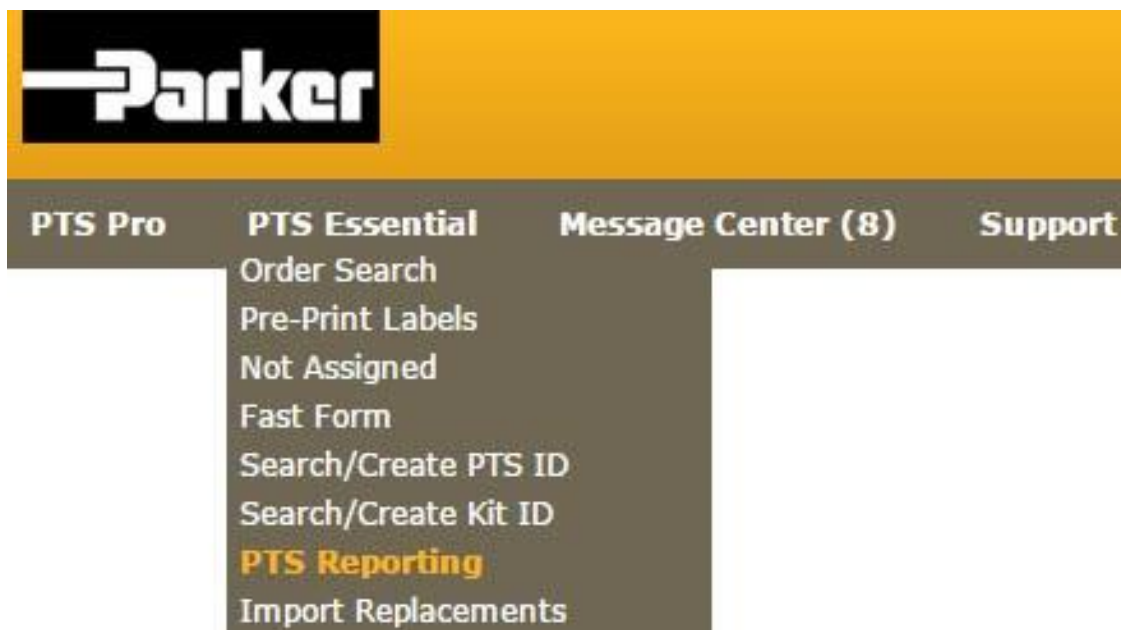 Parker
PTS Pro PTS Essential Message Center (8) Support
Order Search
Pre-Print Labels
Not Assigned
Fast Form
Search/Create PTS ID
Search/Create Kit ID
PTS Reporting
Import Replacements